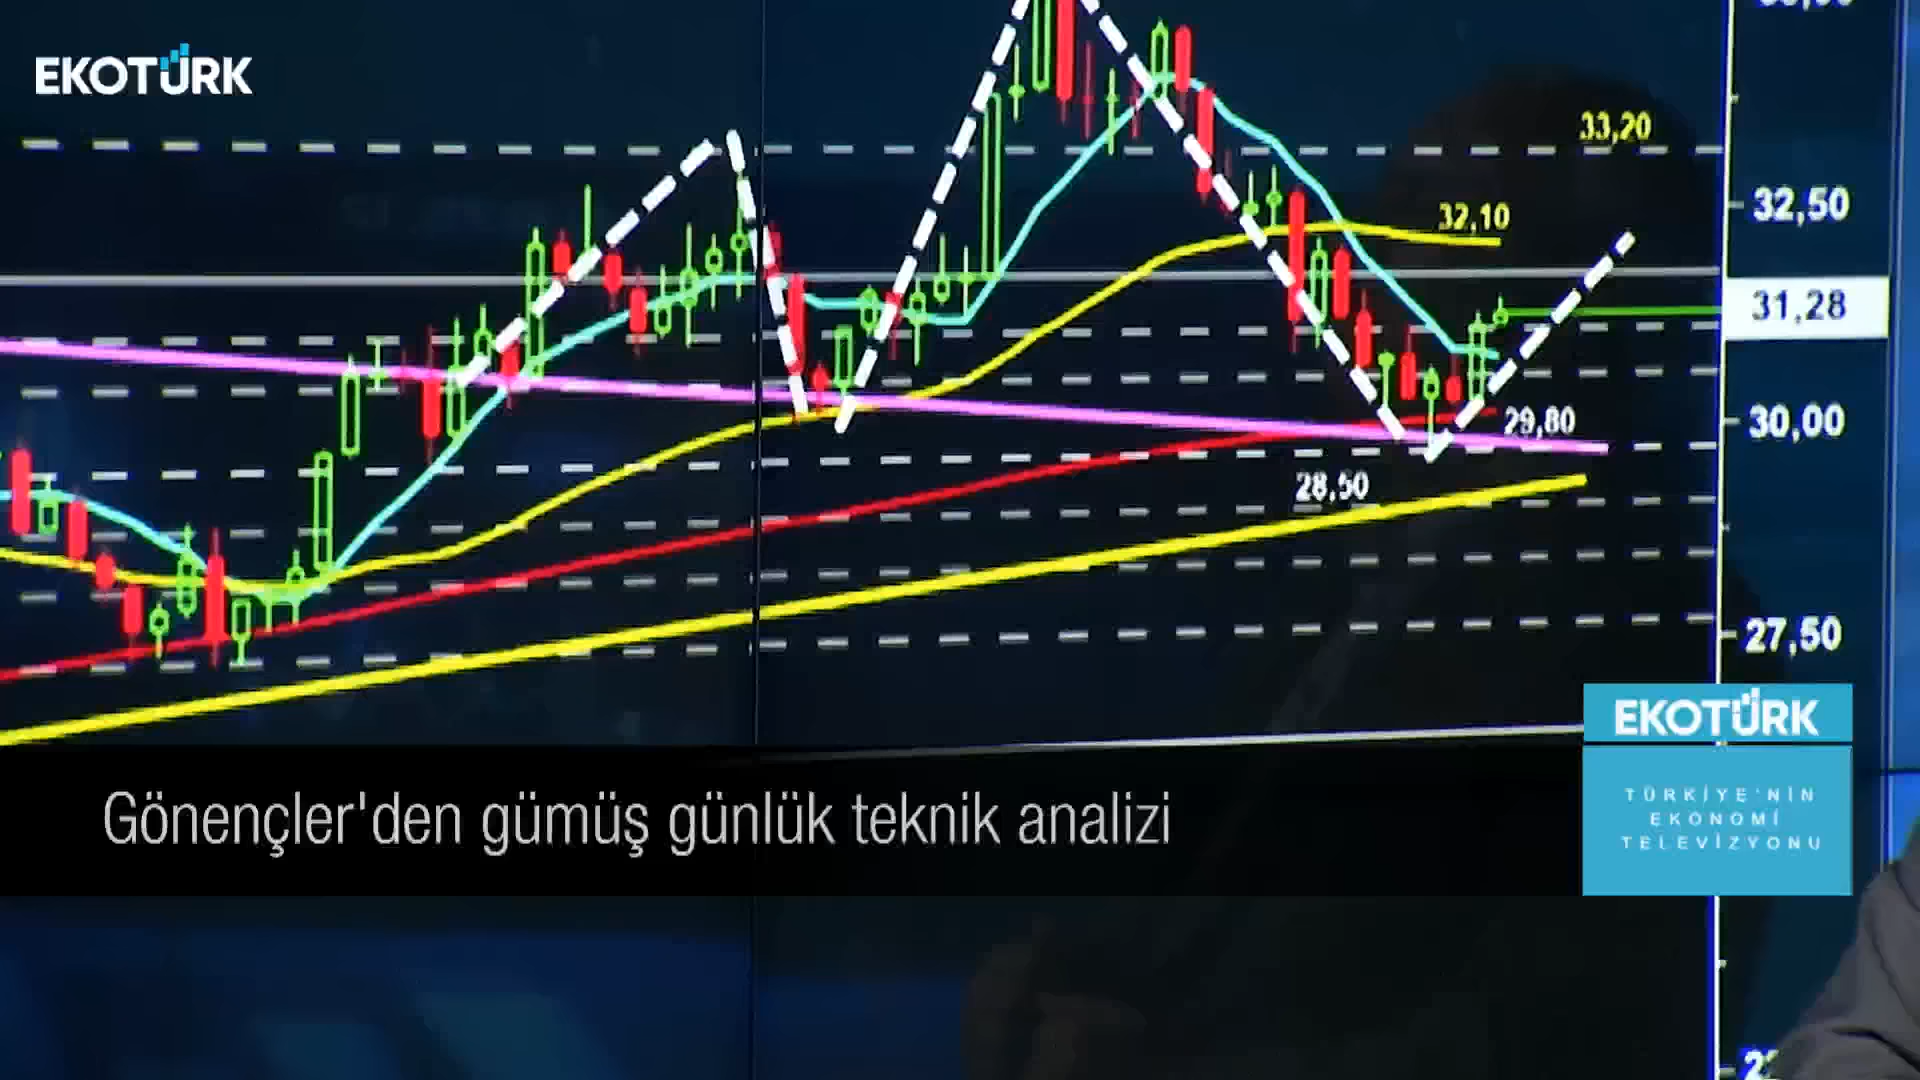 EKOTÜRK
33,20
32,50
32,10
31,28
30,00
29,80
28,50
27,50
EKOTÜRK
TÜRKİYE'NİN
EKONOMİ
TELEVİZYONU
Gönençler'den gümüş günlük teknik analizi